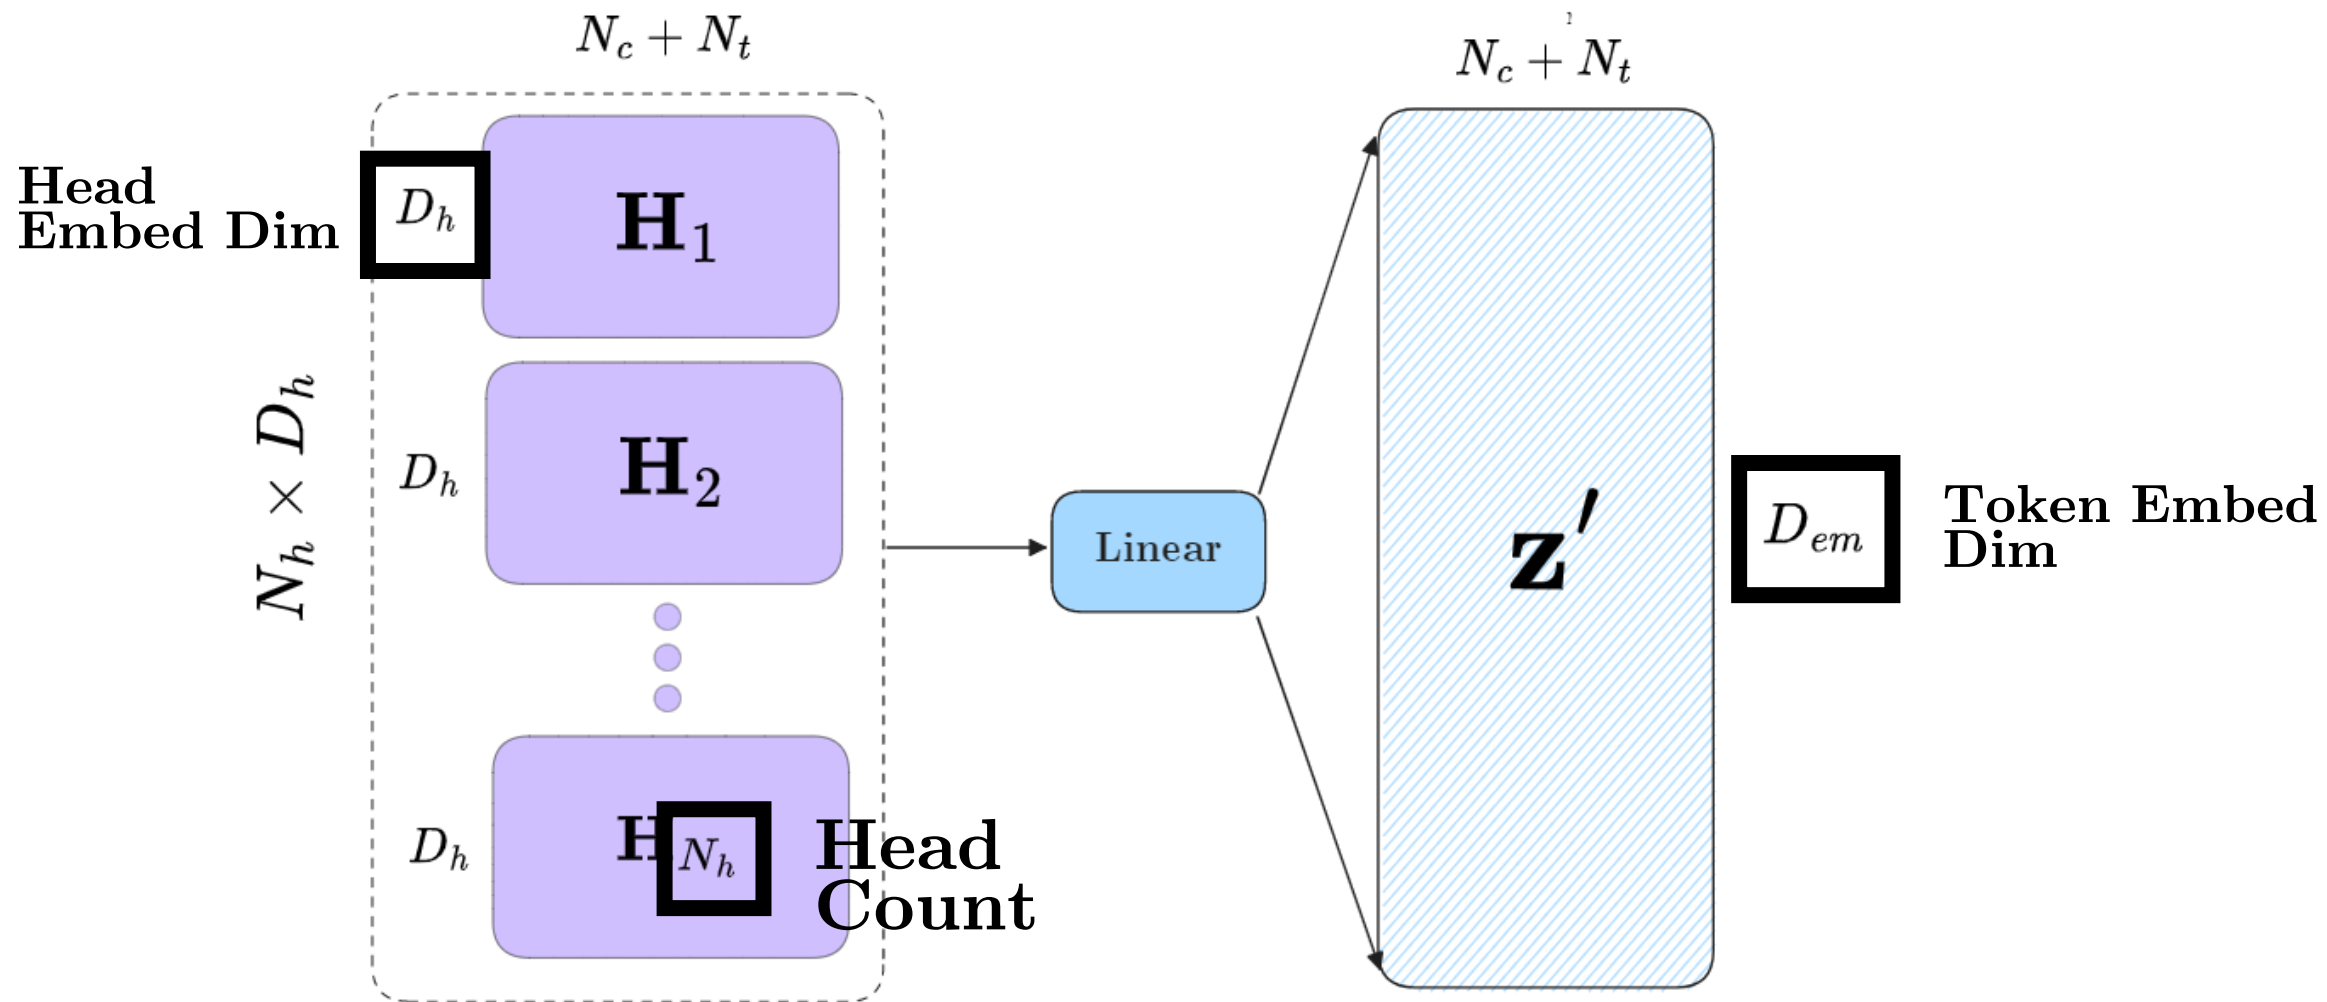 N_c + N_t
N_c + N_t
Head
Embed Dim
D_h
H_1
N_h × D_h
D_h
H_2
Linear
z′
D_em
Token Embed
Dim
D_h
H
N_h
Head
Count